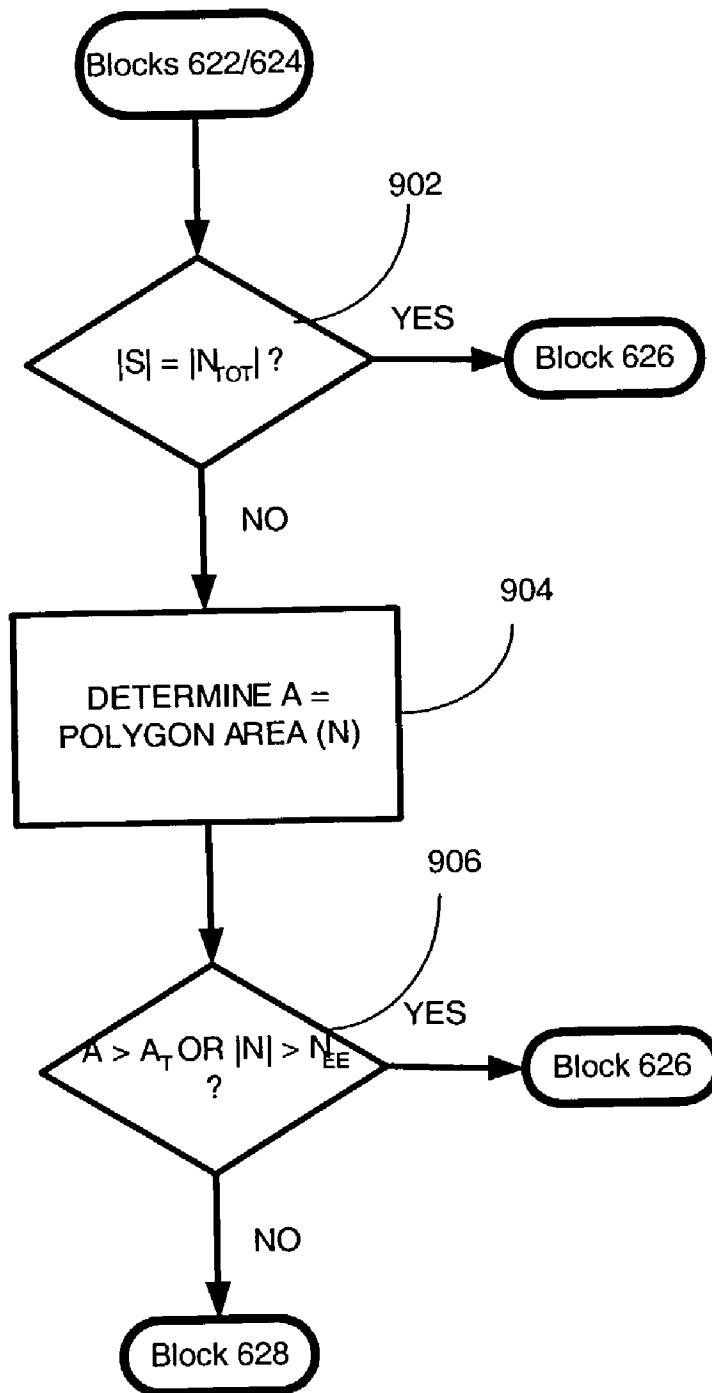 Blocks 622/624
902
|S| = |N_TOT| ?
YES
Block 626
NO
904
DETERMINE A =
POLYGON AREA (N)
906
YES
A > A_T OR |N| > N_EE
?
Block 626
NO
Block 628